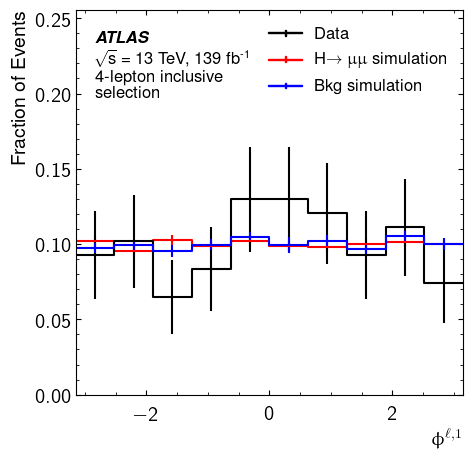 Fraction of Events
0.25
0.20
0.15
0.10
0.05
0.00
ATLAS
√s = 13 TeV, 139 fb⁻¹
4-lepton inclusive
selection
Data
H→ μμ simulation
Bkg simulation
−2
0
2
ϕ^ℓ,1